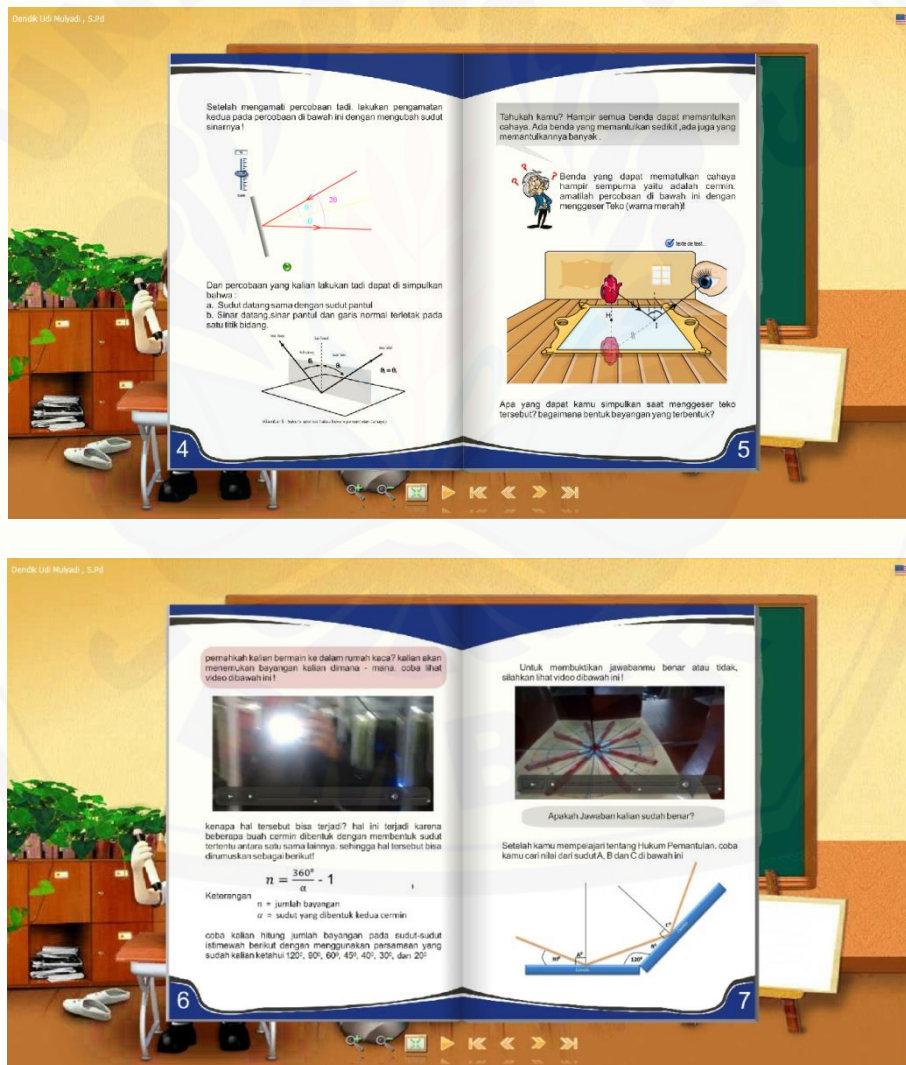 Dendik Udi Mulyadi , S.Pd
Setelah mengamati percobaan tadi, lakukan pengamatan
kedua pada percobaan di bawah ini dengan mengubah sudut
sinarnya !
2θ
θ
θ
Dari percobaan yang kalian lakukan tadi dapat di simpulkan
bahwa :
a. Sudut datang sama dengan sudut pantul
b. Sinar datang,sinar pantul dan garis normal terletak pada
satu titik bidang.
4
Tahukah kamu? Hampir semua benda dapat memantulkan
cahaya. Ada benda yang memantulkan sedikit ,ada juga yang
memantulkannya banyak .
Benda yang dapat mematulkan cahaya
hampir sempurna yaitu adalah cermin.
amatilah percobaan di bawah ini dengan
menggeser Teko (warna merah)!
texte de test...
H
I
Apa yang dapat kamu simpulkan saat menggeser teko
tersebut? bagaimana bentuk bayangan yang terbentuk?
5
Dendik Udi Mulyadi , S.Pd
pernahkah kalian bermain ke dalam rumah kaca? kalian akan
menemukan bayangan kalian dimana - mana. coba lihat
video dibawah ini !
kenapa hal tersebut bisa terjadi? hal ini terjadi karena
beberapa buah cermin dibentuk dengan membentuk sudut
tertentu antara satu sama lainnya. sehingga hal tersebut bisa
dirumuskan sebagai berikut!
n = 360°/α - 1
Keterangan
n = jumlah bayangan
α = sudut yang dibentuk kedua cermin
coba kalian hitung jumlah bayangan pada sudut-sudut
istimewah berikut dengan menggunakan persamaan yang
sudah kalian ketahui 120⁰, 90⁰, 60⁰, 45⁰, 40⁰, 30⁰, dan 20⁰
6
Untuk membuktikan jawabanmu benar atau tidak,
silahkan lihat video dibawah ini !
Apakah Jawaban kalian sudah benar?
Setelah kamu mempelajari tentang Hukum Pemantulan, coba
kamu cari nilai dari sudut A, B dan C di bawah ini
A⁰
B⁰
C⁰
120⁰
7